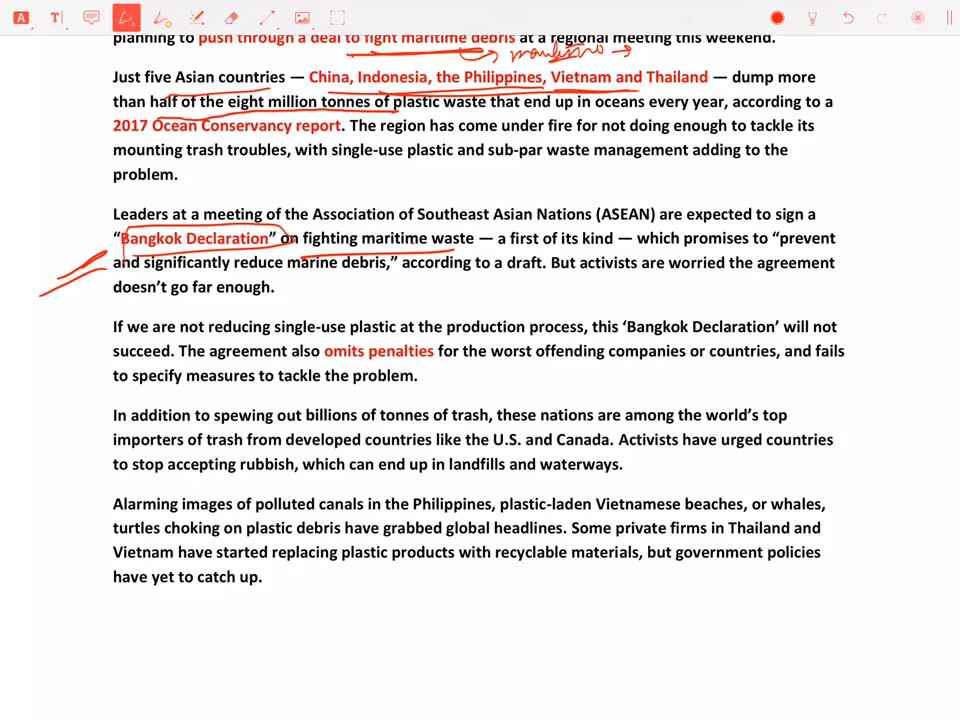 planning to push through a deal to fight maritime debris at a regional meeting this weekend.
Just five Asian countries — China, Indonesia, the Philippines, Vietnam and Thailand — dump more
than half of the eight million tonnes of plastic waste that end up in oceans every year, according to a
2017 Ocean Conservancy report. The region has come under fire for not doing enough to tackle its
mounting trash troubles, with single-use plastic and sub-par waste management adding to the
problem.
Leaders at a meeting of the Association of Southeast Asian Nations (ASEAN) are expected to sign a
“Bangkok Declaration” on fighting maritime waste — a first of its kind — which promises to “prevent
and significantly reduce marine debris,” according to a draft. But activists are worried the agreement
doesn’t go far enough.
If we are not reducing single-use plastic at the production process, this ‘Bangkok Declaration’ will not
succeed. The agreement also omits penalties for the worst offending companies or countries, and fails
to specify measures to tackle the problem.
In addition to spewing out billions of tonnes of trash, these nations are among the world’s top
importers of trash from developed countries like the U.S. and Canada. Activists have urged countries
to stop accepting rubbish, which can end up in landfills and waterways.
Alarming images of polluted canals in the Philippines, plastic-laden Vietnamese beaches, or whales,
turtles choking on plastic debris have grabbed global headlines. Some private firms in Thailand and
Vietnam have started replacing plastic products with recyclable materials, but government policies
have yet to catch up.